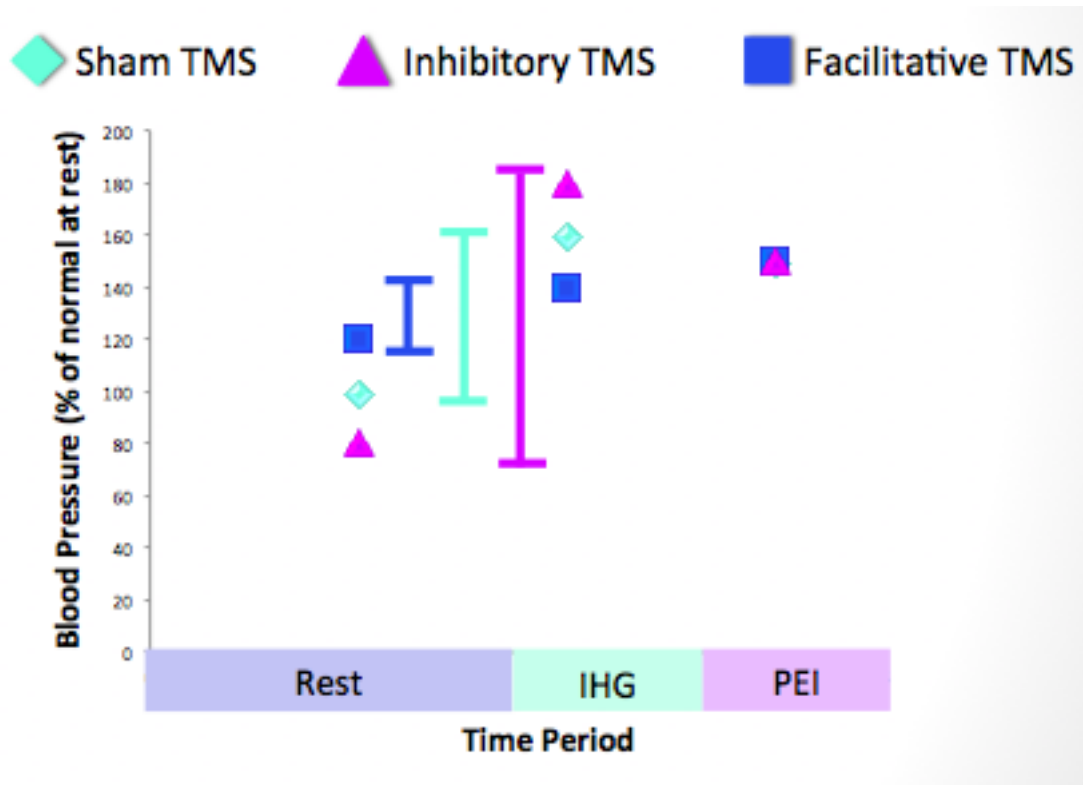 Sham TMS Inhibitory TMS Facilitative TMS
Blood Pressure (% of normal at rest)
200
180
160
140
120
100
80
60
40
20
0
Rest IHG PEI
Time Period